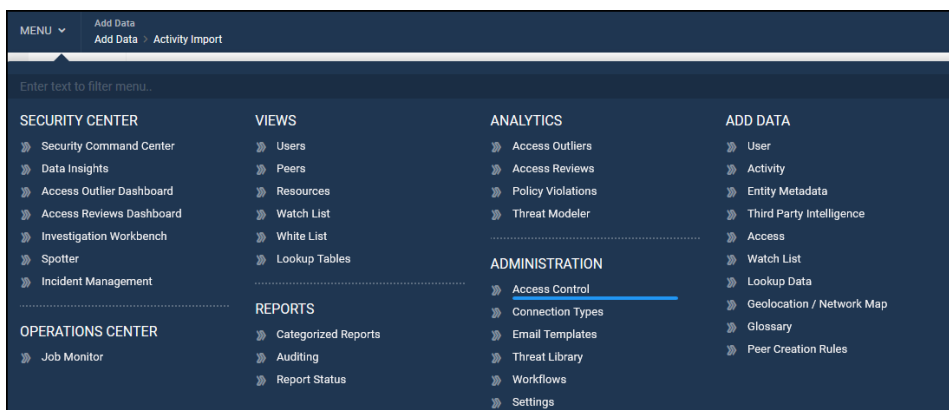 MENU
Add Data
Add Data > Activity Import
Enter text to filter menu..
SECURITY CENTER
Security Command Center
Data Insights
Access Outlier Dashboard
Access Reviews Dashboard
Investigation Workbench
Spotter
Incident Management
OPERATIONS CENTER
Job Monitor
VIEWS
Users
Peers
Resources
Watch List
White List
Lookup Tables
REPORTS
Categorized Reports
Auditing
Report Status
ANALYTICS
Access Outliers
Access Reviews
Policy Violations
Threat Modeler
ADMINISTRATION
Access Control
Connection Types
Email Templates
Threat Library
Workflows
Settings
ADD DATA
User
Activity
Entity Metadata
Third Party Intelligence
Access
Watch List
Lookup Data
Geolocation / Network Map
Glossary
Peer Creation Rules